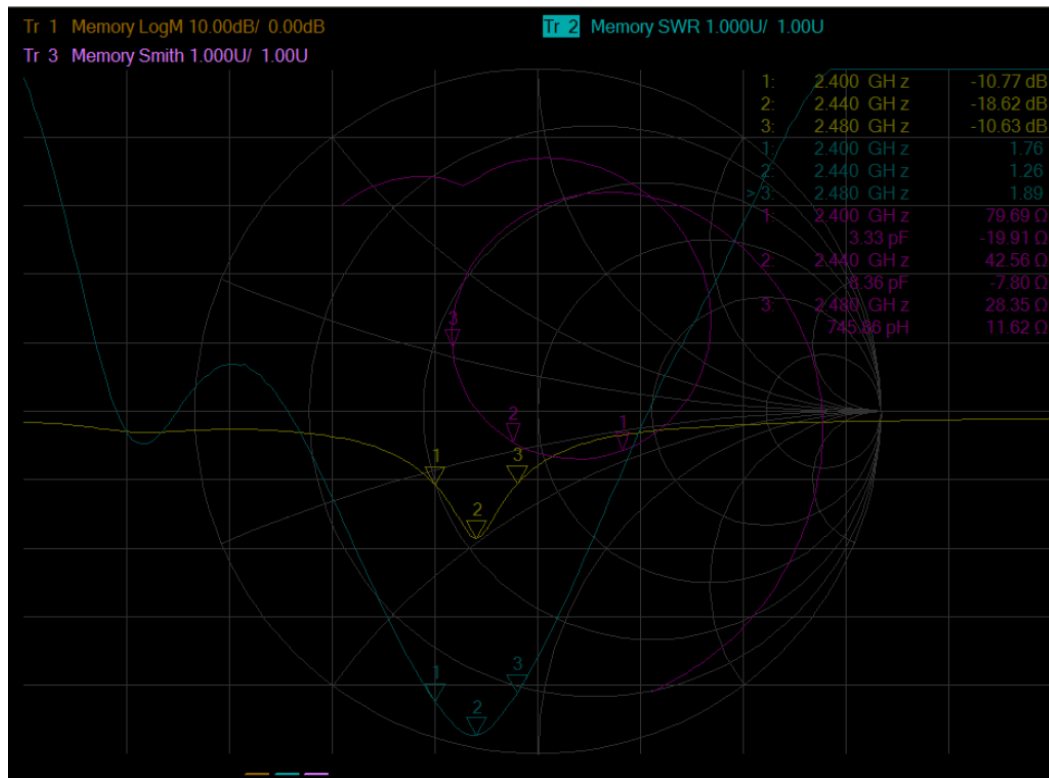 Tr 1 Memory LogM 10.00dB/ 0.00dB
Tr 2 Memory SWR 1.000U/ 1.00U
Tr 3 Memory Smith 1.000U/ 1.00U
1: 2.400 GHz -10.77 dB
2: 2.440 GHz -18.62 dB
3: 2.480 GHz -10.63 dB
1: 2.400 GHz 1.76
2: 2.440 GHz 1.26
>3: 2.480 GHz 1.89
1: 2.400 GHz 79.69 Ω
3.33 pF -19.91 Ω
2: 2.440 GHz 42.56 Ω
8.36 pF -7.80 Ω
3: 2.480 GHz 28.35 Ω
745.86 pH 11.62 Ω
3
2
1
1
3
2
1
3
2